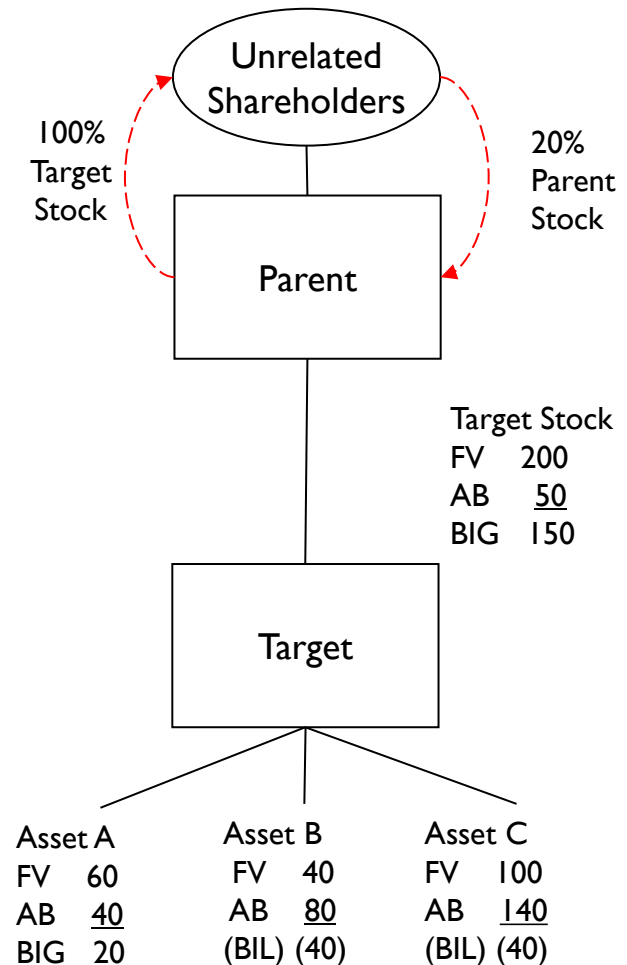 Unrelated
Shareholders
100%
Target
Stock
20%
Parent
Stock
Parent
Target Stock
FV 200
AB 50
BIG 150
Target
Asset A
FV 60
AB 40
BIG 20
Asset B
FV 40
AB 80
(BIL) (40)
Asset C
FV 100
AB 140
(BIL) (40)